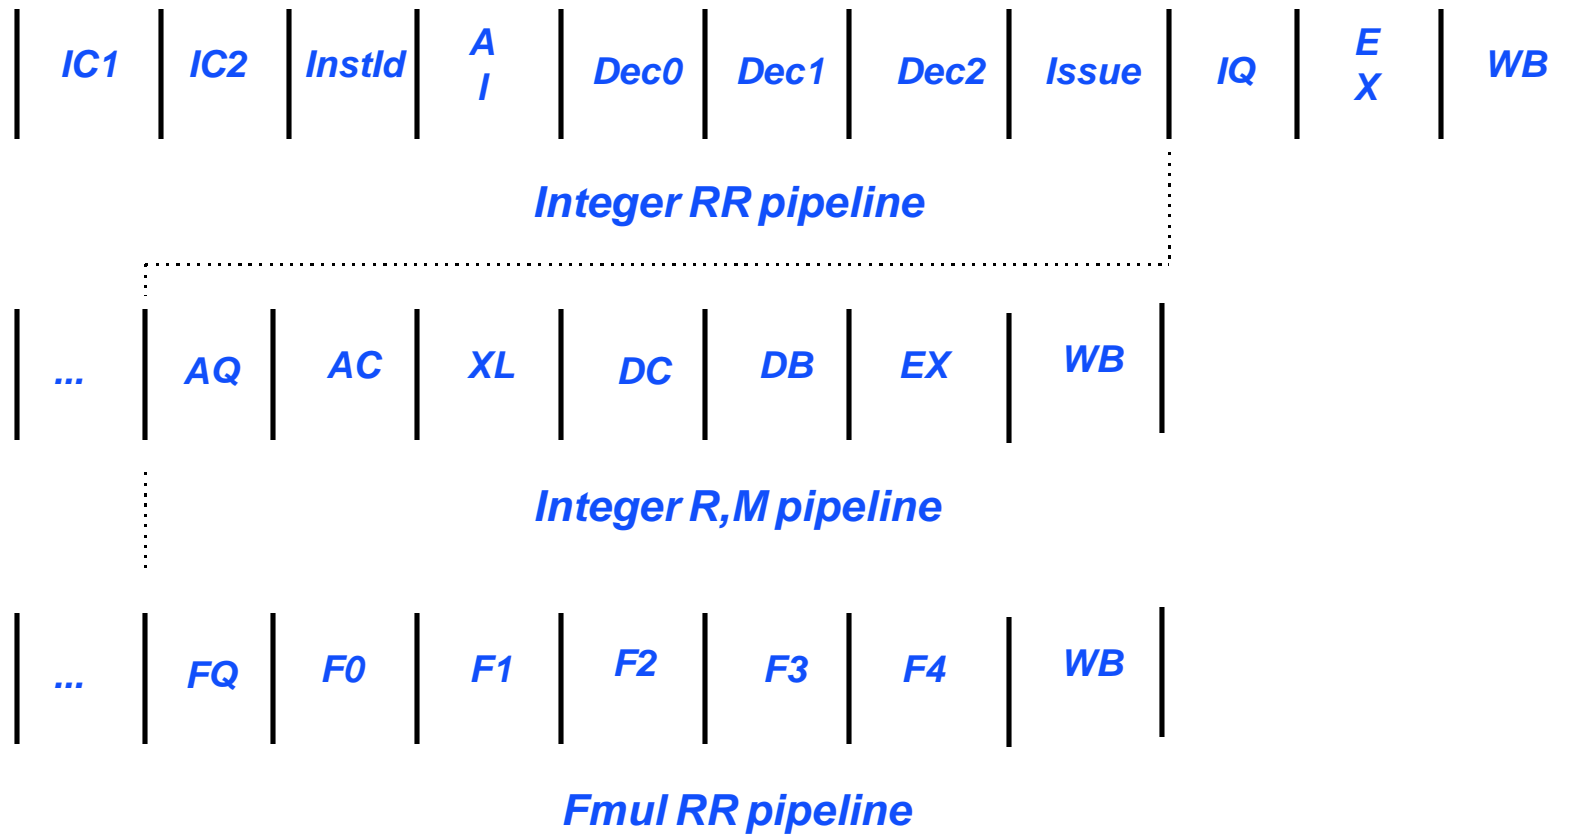 IC1 IC2 InstId A I Dec0 Dec1 Dec2 Issue IQ E X WB
Integer RR pipeline
... AQ AC XL DC DB EX WB
Integer R,M pipeline
... FQ F0 F1 F2 F3 F4 WB
Fmul RR pipeline